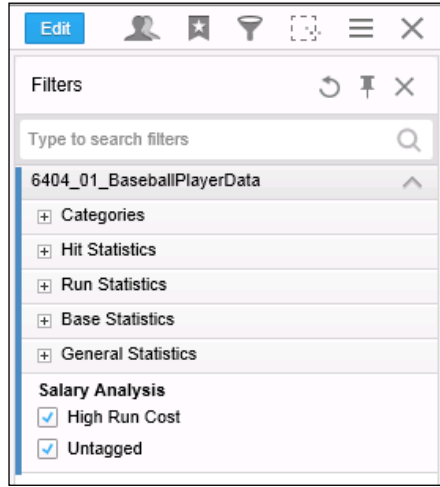 Edit
Filters
Type to search filters
6404_01_BaseballPlayerData
Categories
Hit Statistics
Run Statistics
Base Statistics
General Statistics
Salary Analysis
High Run Cost
Untagged